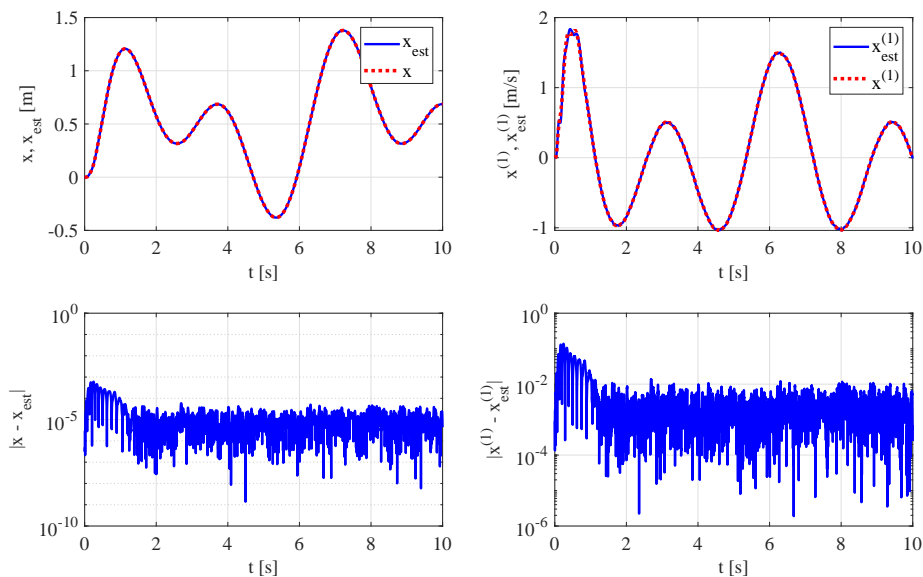 x, x_est [m]
1.5
1
0.5
0
-0.5
0 2 4 6 8 10
t [s]
x_est
x
x^(1), x_est^(1) [m/s]
2
1
0
-1
0 2 4 6 8 10
t [s]
x_est^(1)
x^(1)
|x - x_est|
10^0
10^-5
10^-10
0 2 4 6 8 10
t [s]
|x^(1) - x_est^(1)|
10^0
10^-2
10^-4
10^-6
0 2 4 6 8 10
t [s]